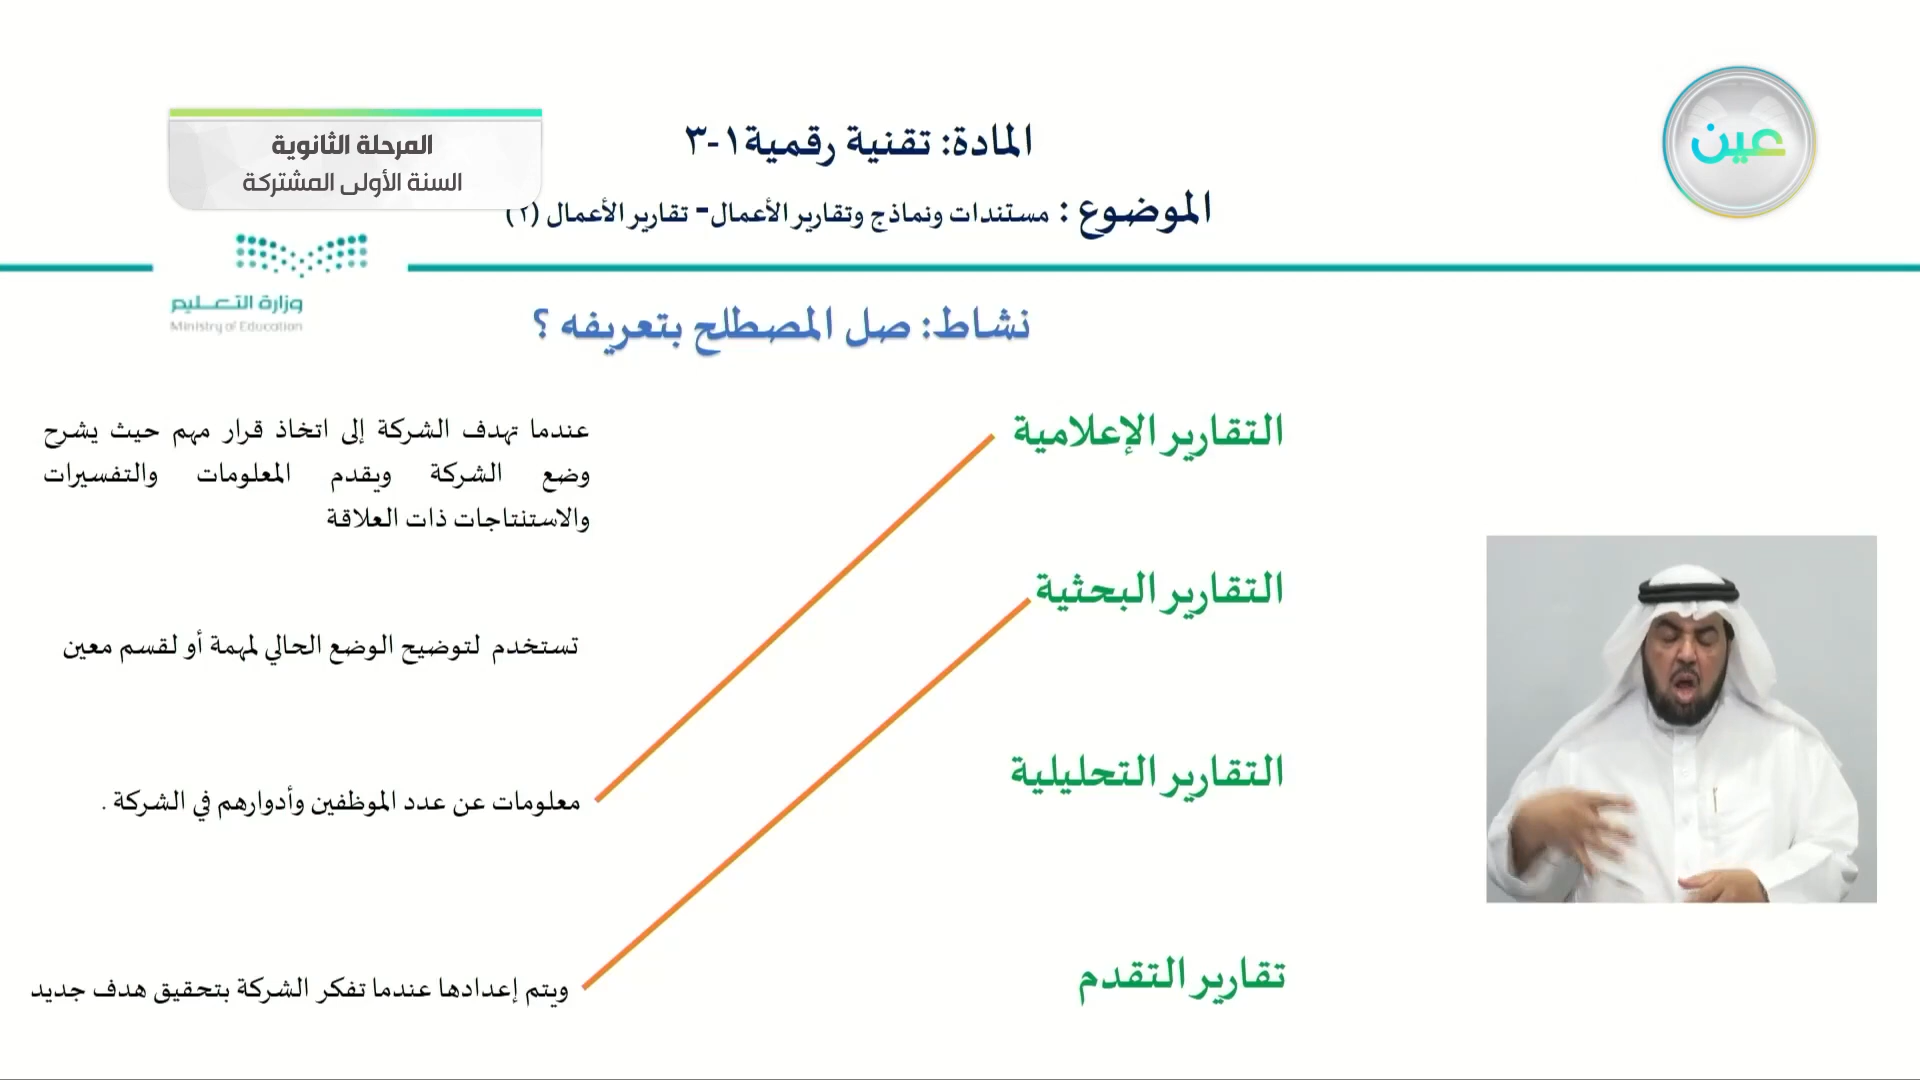 عين
المادة: تقنية رقمية١-٣
المرحلة الثانوية
السنة الأولى المشتركة
الموضوع : مستندات ونماذج وتقارير الأعمال- تقارير الأعمال (٢)
وزارة التعليم
Ministry of Education
نشاط: صل المصطلح بتعريفه ؟
التقارير الإعلامية
التقارير البحثية
التقارير التحليلية
تقارير التقدم
عندما تهدف الشركة إلى اتخاذ قرار مهم حيث يشرح
وضع الشركة ويقدم المعلومات والتفسيرات
والاستنتاجات ذات العلاقة
تستخدم لتوضيح الوضع الحالي لمهمة أو لقسم معين
معلومات عن عدد الموظفين وأدوارهم في الشركة .
ويتم إعدادها عندما تفكر الشركة بتحقيق هدف جديد